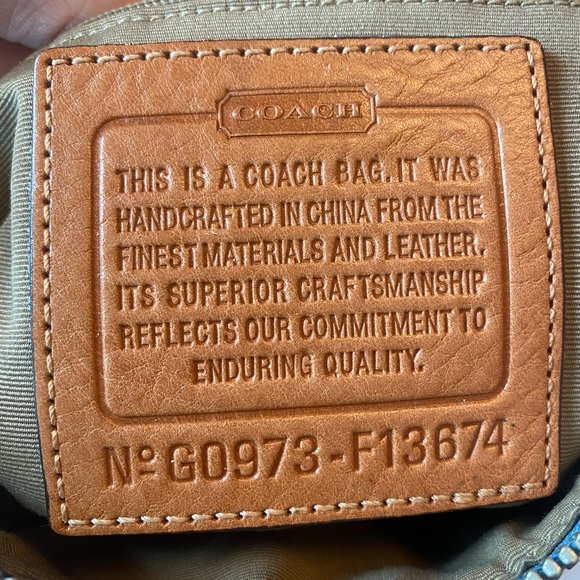 COACH
THIS IS A COACH BAG. IT WAS
HANDCRAFTED IN CHINA FROM THE
FINEST MATERIALS AND LEATHER.
ITS SUPERIOR CRAFTSMANSHIP
REFLECTS OUR COMMITMENT TO
ENDURING QUALITY.
Nº G0973-F13674